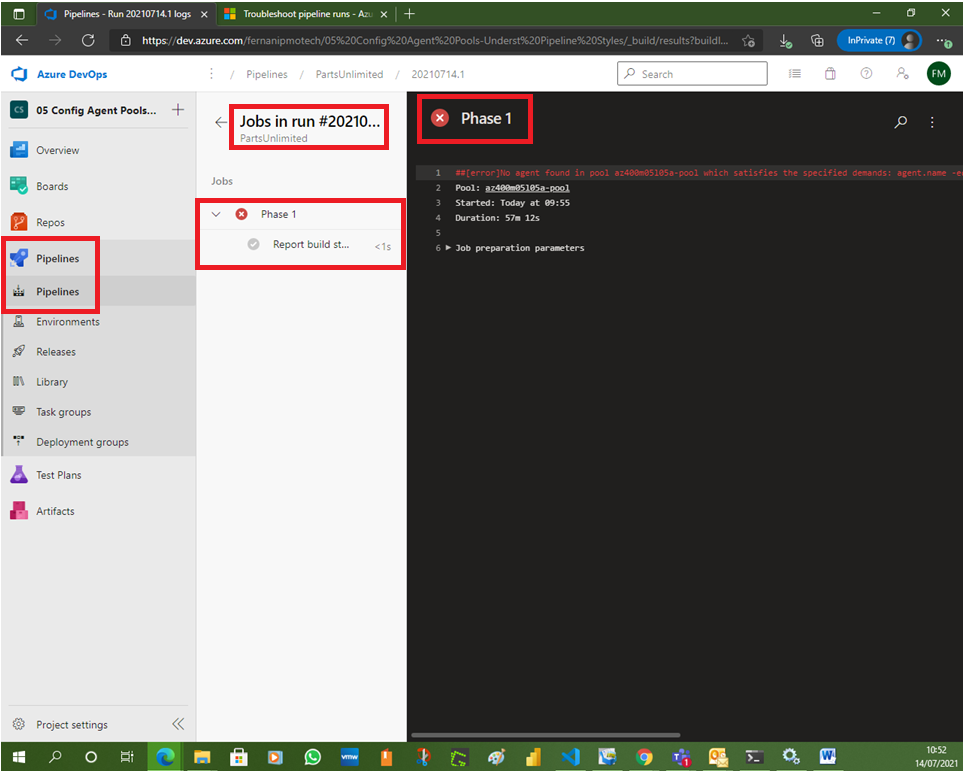 Pipelines - Run 20210714.1 logs
Troubleshoot pipeline runs - Azu
https://dev.azure.com/fernanipmotech/05%20Config%20Agent%20Pools-Underst%20Pipeline%20Styles/_build/results?buildI...
InPrivate (7)
Azure DevOps
/ Pipelines / PartsUnlimited / 20210714.1
Search
FM
CS
05 Config Agent Pools...
Overview
Boards
Repos
Pipelines
Pipelines
Environments
Releases
Library
Task groups
Deployment groups
Test Plans
Artifacts
Project settings
Jobs in run #20210...
PartsUnlimited
Jobs
Phase 1
Report build st... <1s
Phase 1
1 ##[error]No agent found in pool az400m05l05a-pool which satisfies the specified demands: agent.name -e
2 Pool: az400m05l05a-pool
3 Started: Today at 09:55
4 Duration: 57m 12s
5
6 Job preparation parameters
vmw
10:52
14/07/2021